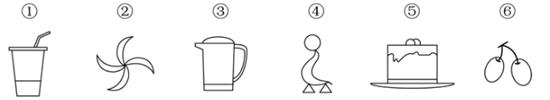 ① ② ③ ④ ⑤ ⑥